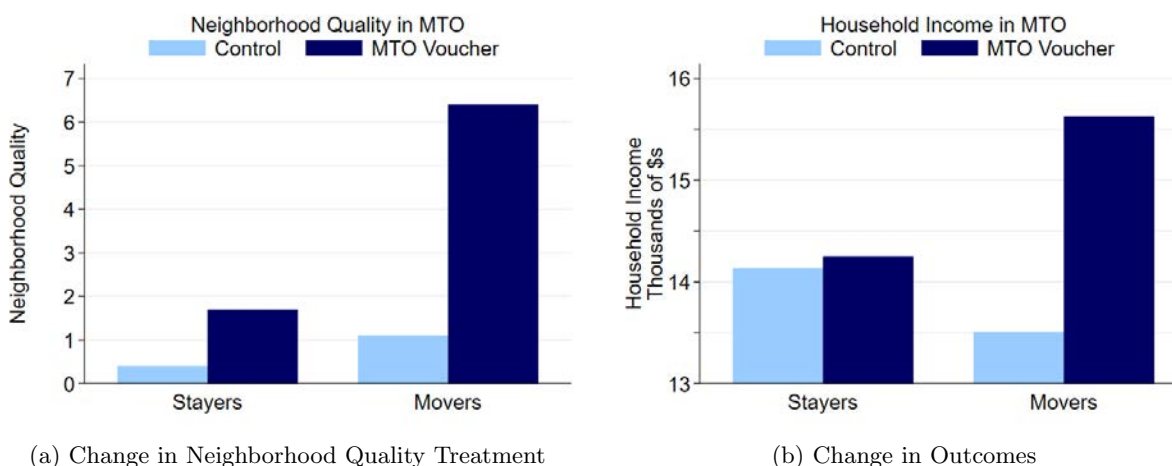 Neighborhood Quality in MTO
Control MTO Voucher
7
6
5
4
3
2
1
0
Neighborhood Quality
Stayers Movers
(a) Change in Neighborhood Quality Treatment
Household Income in MTO
Control MTO Voucher
16
15
14
13
Household Income
Thousands of $s
Stayers Movers
(b) Change in Outcomes